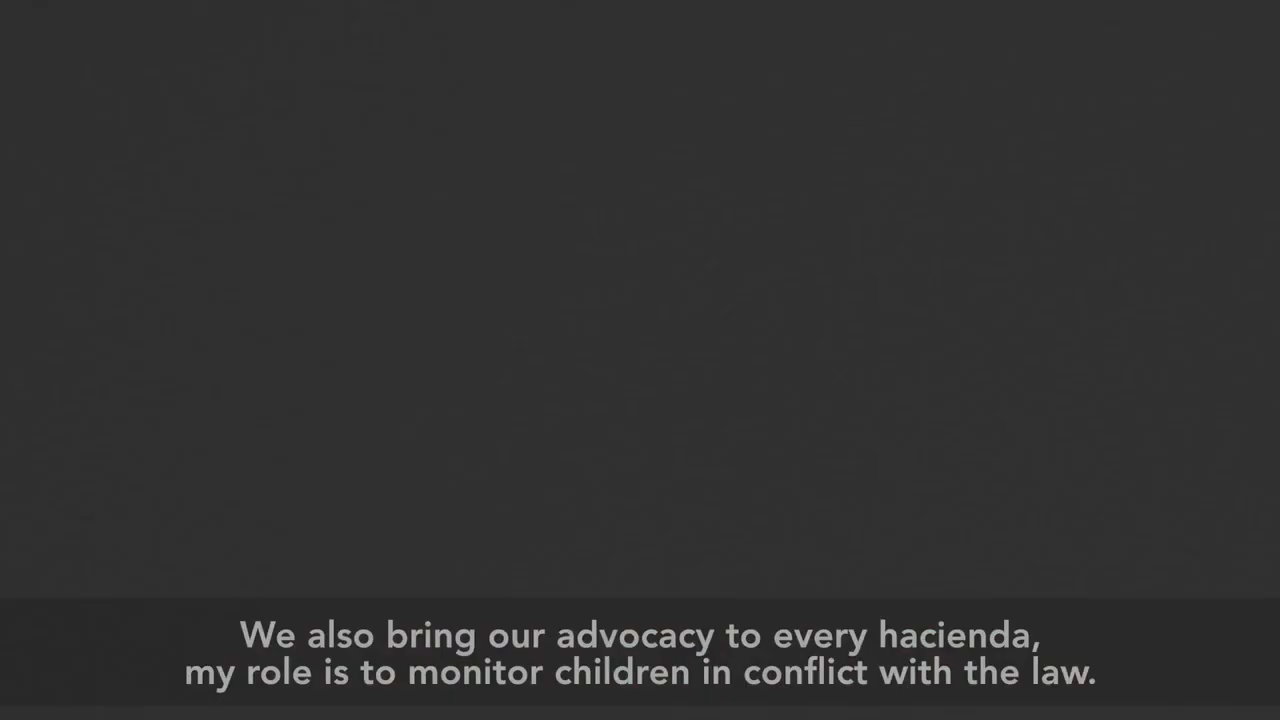 We also bring our advocacy to every hacienda,
my role is to monitor children in conflict with the law.